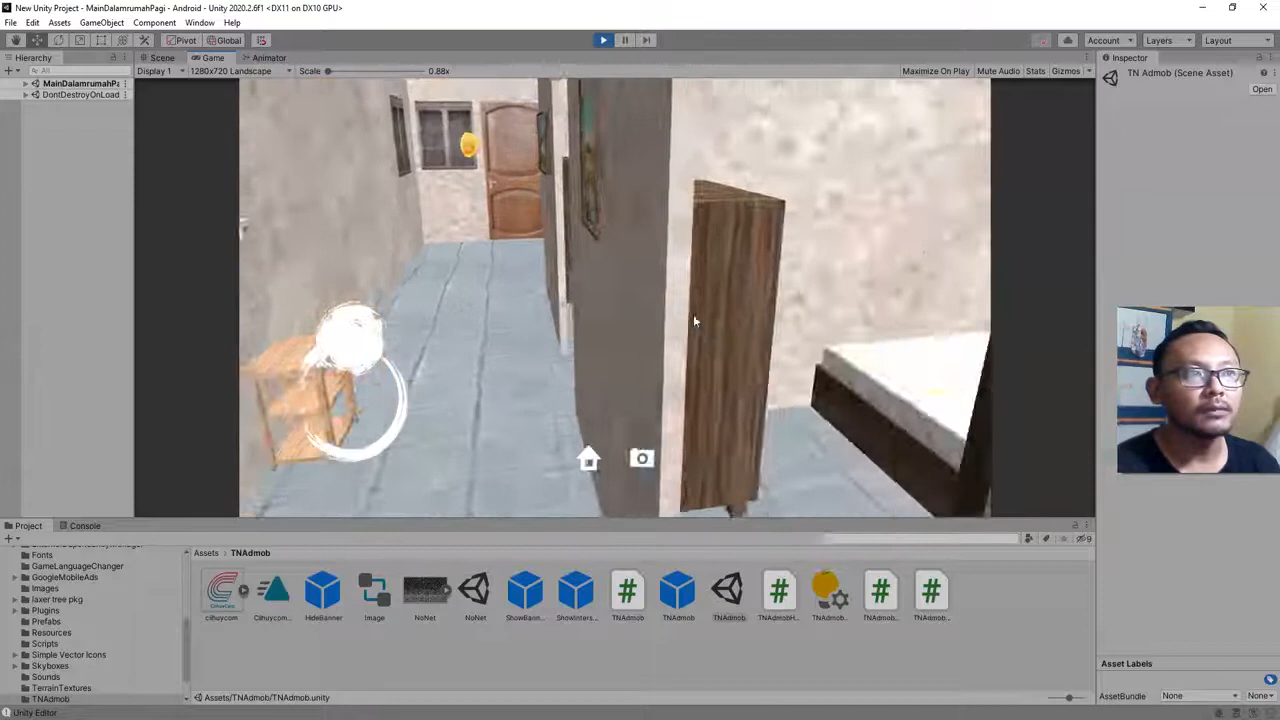 New Unity Project - MainDalamrumahPagi - Android - Unity 2020.2.6f1 <DX11 on DX10 GPU>
File Edit Assets GameObject Component Window Help
Pivot Global Account Layers Layout
Hierarchy Scene Game Animator Inspector
All Display 1 1280x720 Landscape Scale 0.88x Maximize On Play Mute Audio Stats Gizmos
TN Admob (Scene Asset)
Open
MainDalamrumahPa
DontDestroyOnLoad
Project Console
9
Assets > TNAdmob
Fonts
GameLanguageChanger
GoogleMobileAds
Images
laxer tree pkg
Plugins
Prefabs
Resources
Scripts
Simple Vector Icons
Skyboxes
Sounds
TerrainTextures
TNAdmob
HideBanner Image NoNet NoNet ShowBann... ShowInters... TNAdmob TNAdmob TNAdmob TNAdmobH... TNAdmob... TNAdmob... TNAdmob...
Assets/TNAdmob/TNAdmob.unity
Asset Labels
AssetBundle None None
Unity Editor